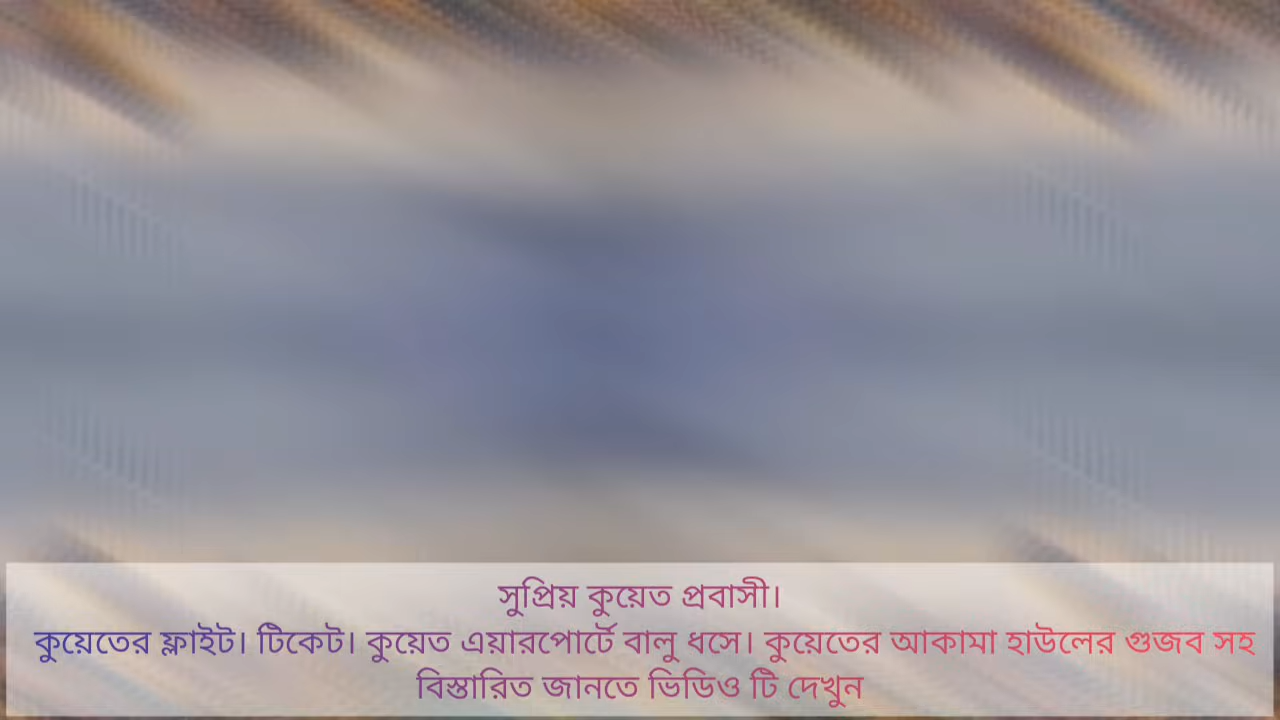 সুপ্রিয় কুয়েত প্রবাসী।
কুয়েতের ফ্লাইট। টিকেট। কুয়েত এয়ারপোর্টে বালু ধসে। কুয়েতের আকামা হাউলের গুজব সহ
বিস্তারিত জানতে ভিডিও টি দেখুন